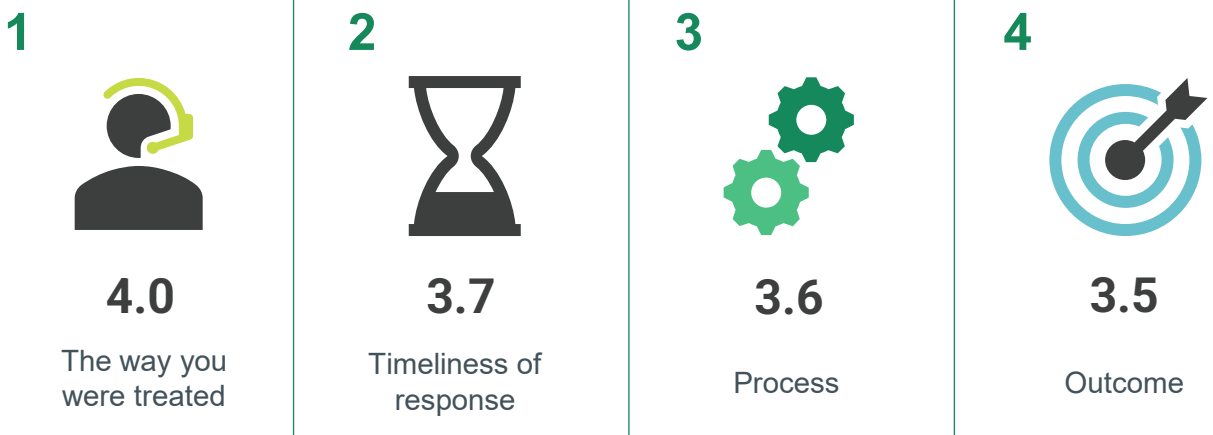 1
4.0
The way you
were treated
2
3.7
Timeliness of
response
3
3.6
Process
4
3.5
Outcome